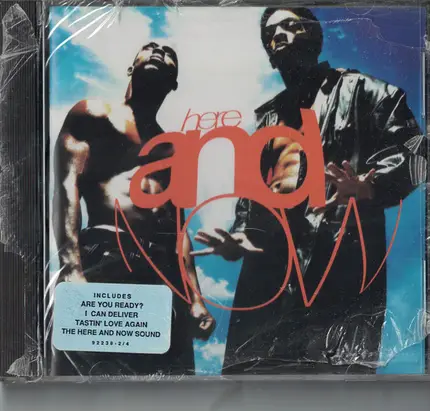 here
and
NOW
INCLUDES
ARE YOU READY?
I CAN DELIVER
TASTIN' LOVE AGAIN
THE HERE AND NOW SOUND
92239-2/4